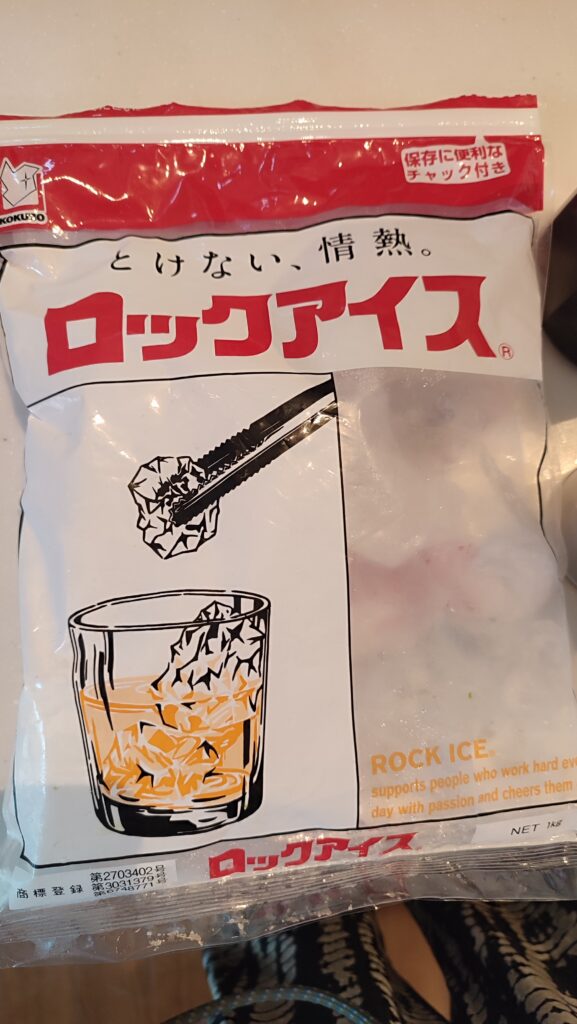 保存に便利な
チャック付き
KOKUBO
とけない、情熱。
ロックアイス®
ROCK ICE®
supports people who work hard
day with passion and cheers them
NET 1kg
ロックアイス
商標登録
第2703402号
第3031379号